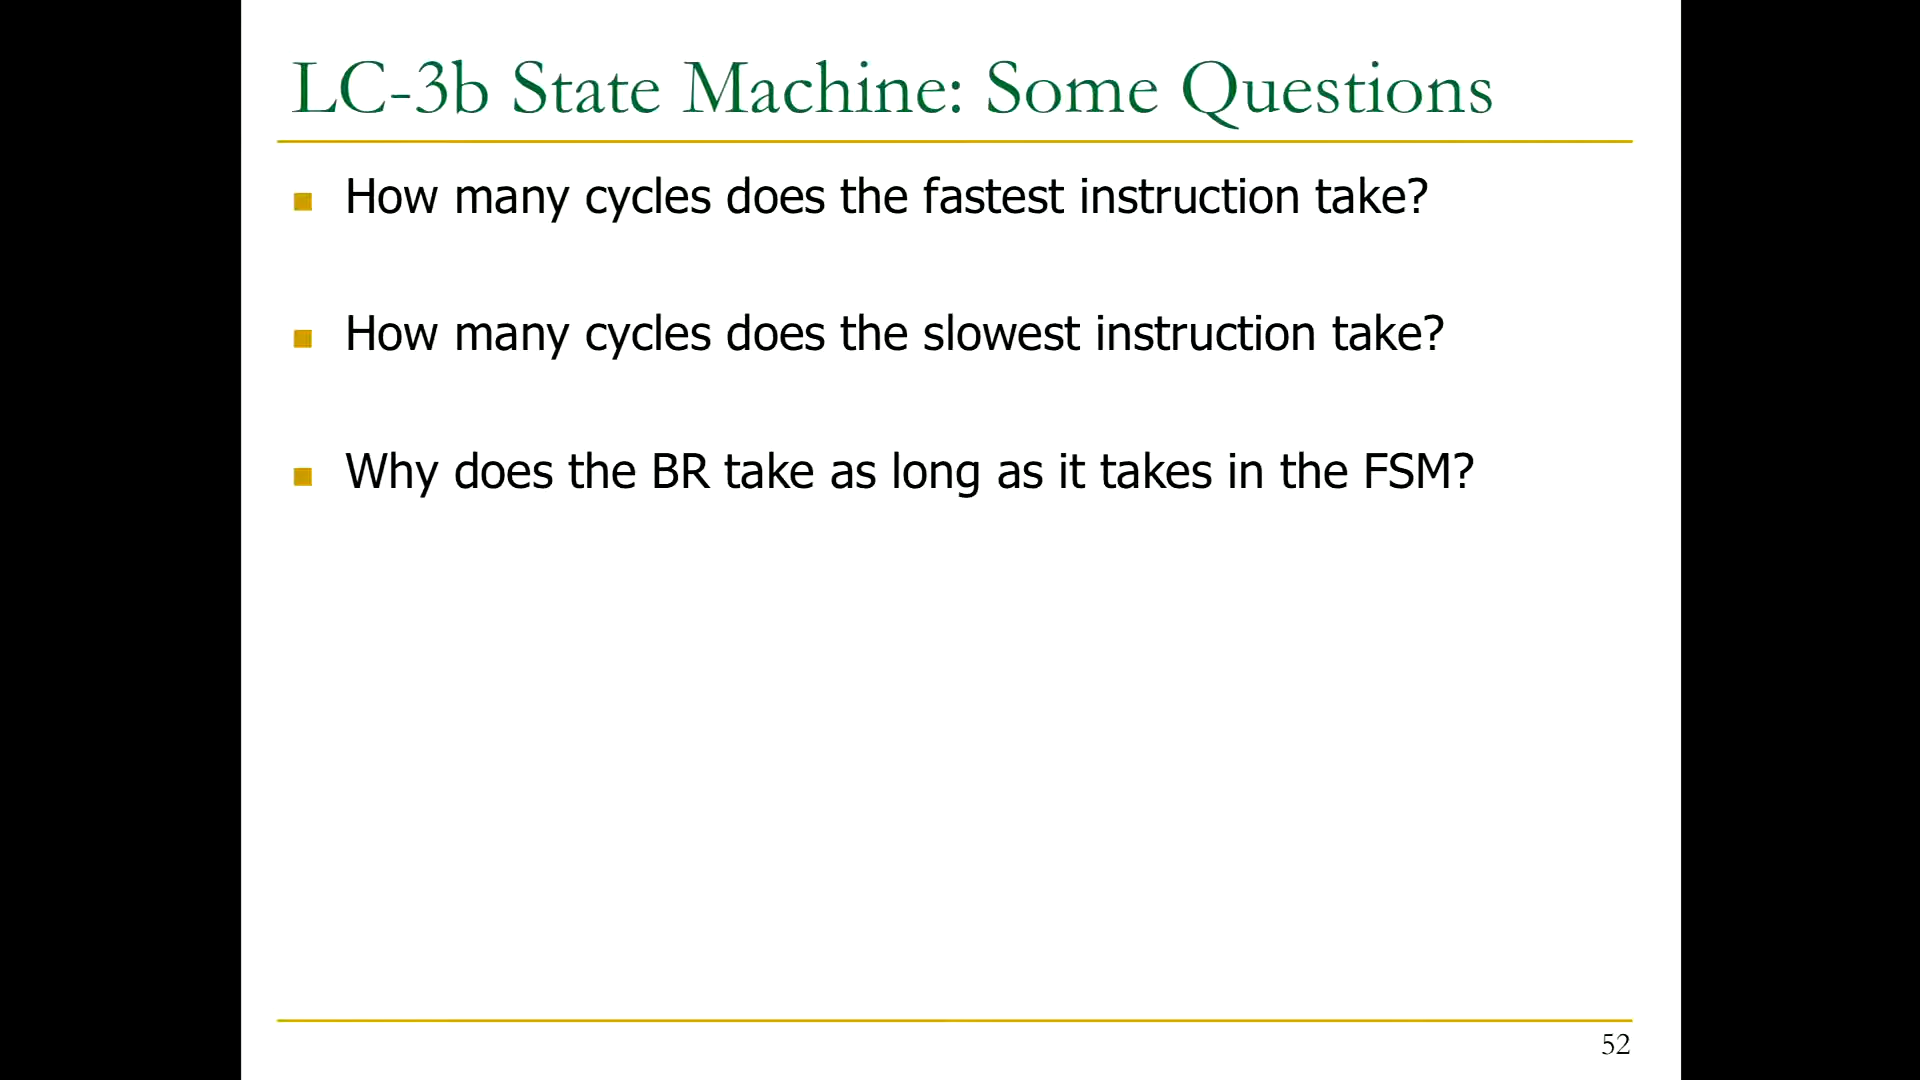 LC-3b State Machine: Some Questions
How many cycles does the fastest instruction take?
How many cycles does the slowest instruction take?
Why does the BR take as long as it takes in the FSM?
52